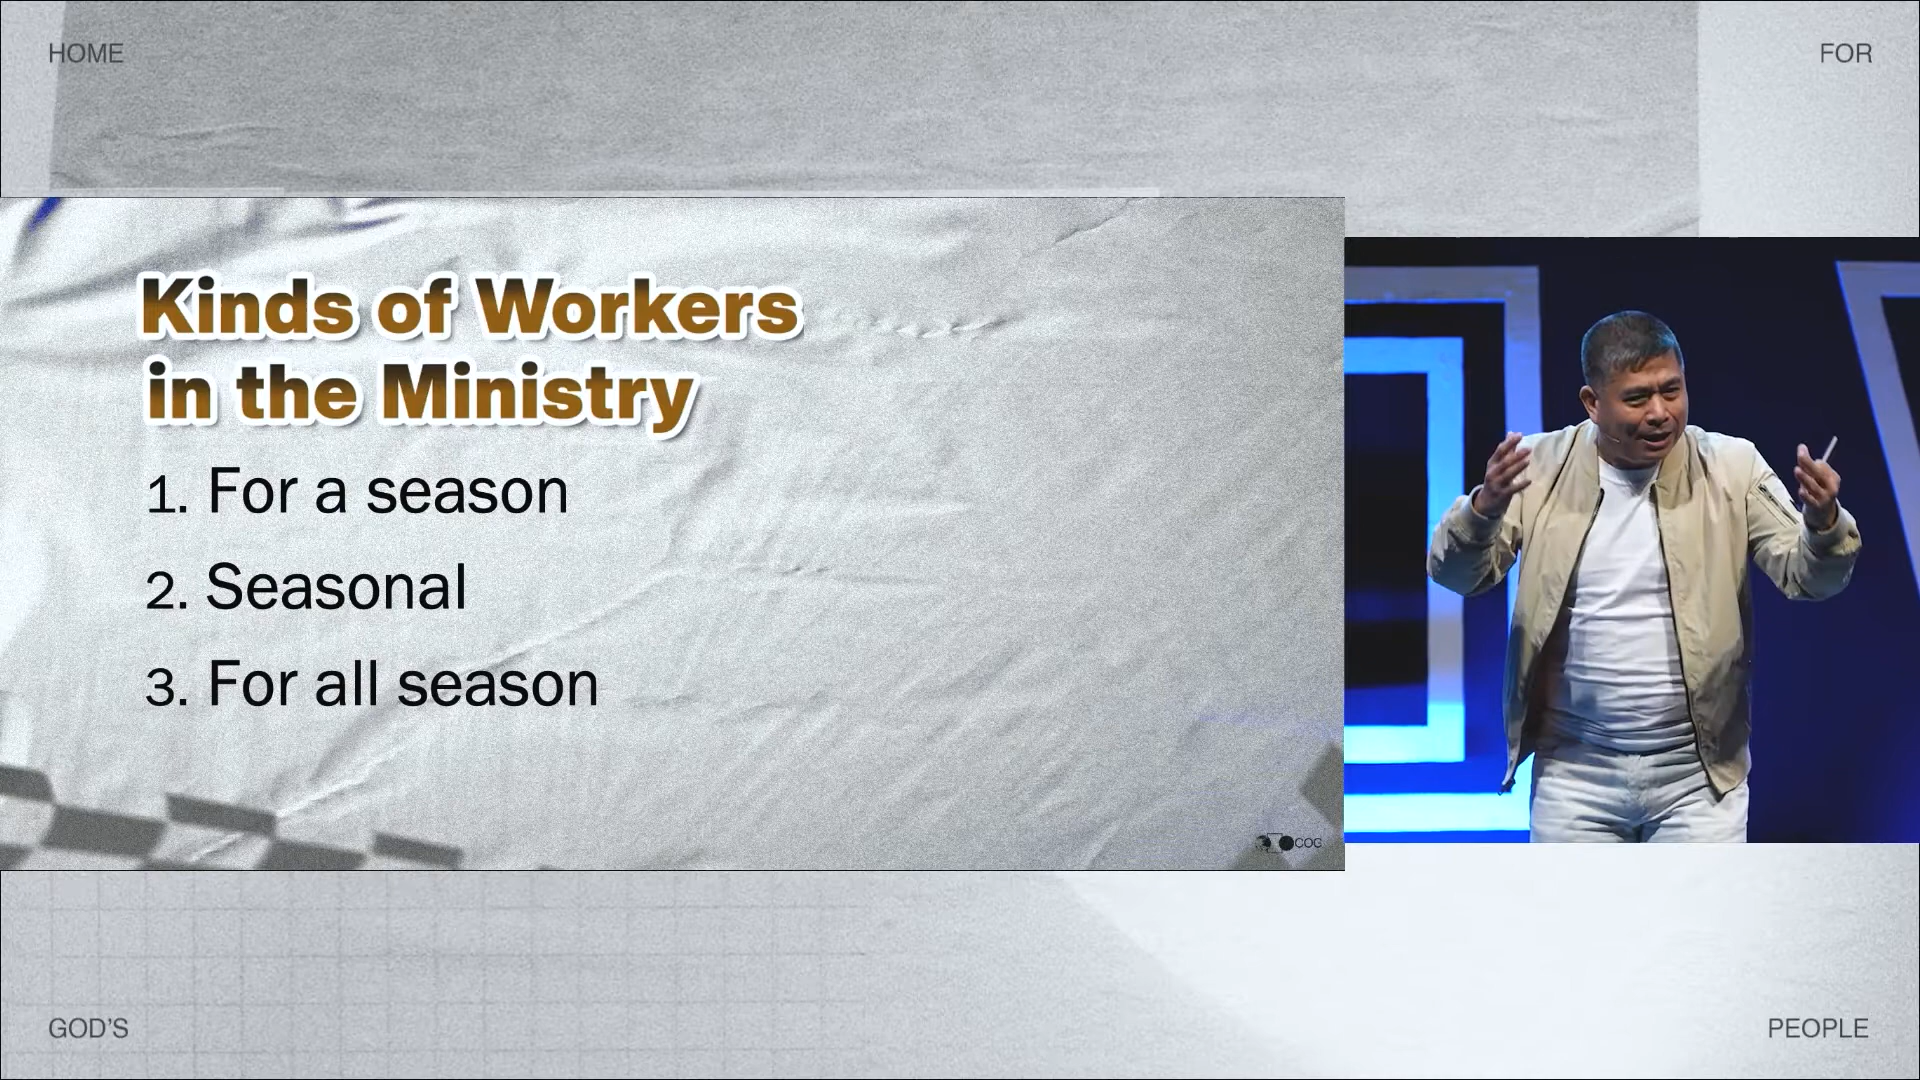 HOME
FOR
Kinds of Workers
in the Ministry
1. For a season
2. Seasonal
3. For all season
COC
GOD'S
PEOPLE